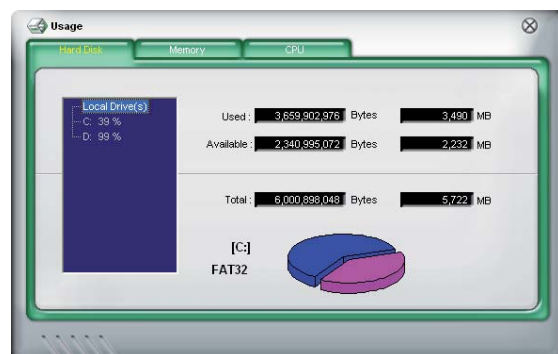 Usage
Hard Disk Memory CPU
Local Drive(s)
C: 39 %
D: 99 %
Used : 3,659,902,976 Bytes 3,490 MB
Available : 2,340,995,072 Bytes 2,232 MB
Total : 6,000,898,048 Bytes 5,722 MB
[C:]
FAT32